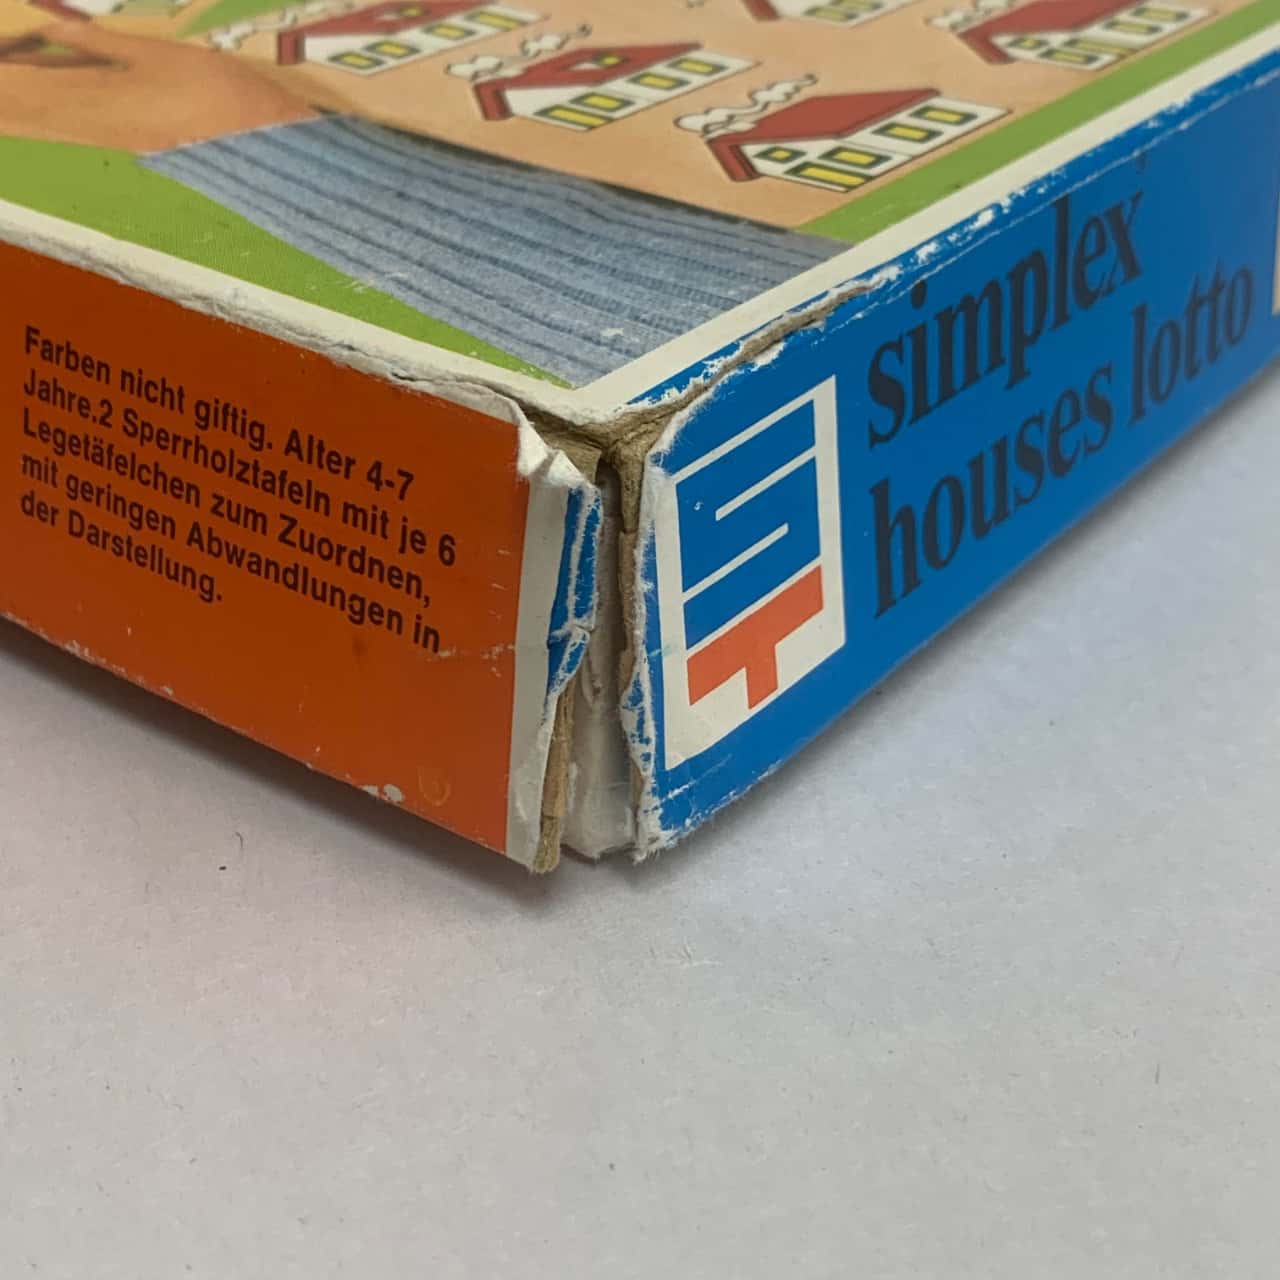 Farben nicht giftig. Alter 4-7
Jahre.2 Sperrholztafeln mit je 6
Legetäfelchen zum Zuordnen,
mit geringen Abwandlungen in
der Darstellung.
ST
simplex
houses lotto